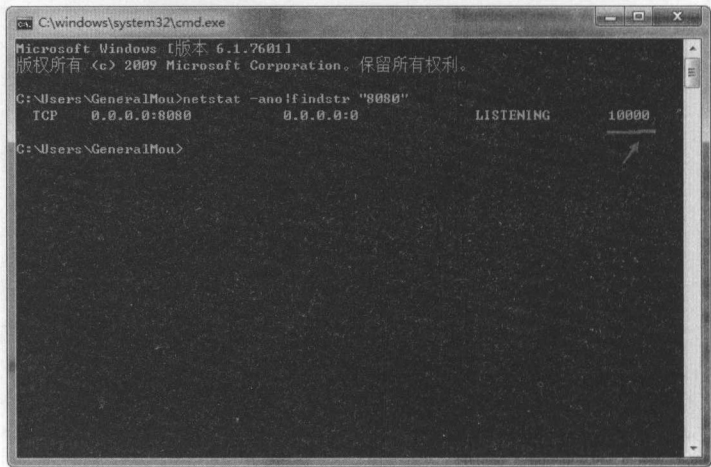 C:\windows\system32\cmd.exe
Microsoft Windows [版本 6.1.7601]
版权所有 (c) 2009 Microsoft Corporation。保留所有权利。
C:\Users\GeneralMou>netstat -ano|findstr "8080"
TCP 0.0.0.0:8080 0.0.0.0:0 LISTENING 10000
C:\Users\GeneralMou>